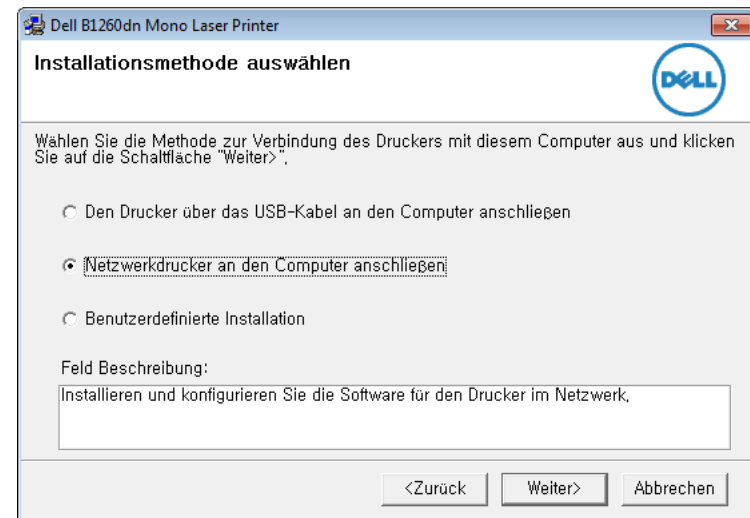 Dell B1260dn Mono Laser Printer
Installationsmethode auswählen
DELL
Wählen Sie die Methode zur Verbindung des Druckers mit diesem Computer aus und klicken
Sie auf die Schaltfläche "Weiter>".
Den Drucker über das USB-Kabel an den Computer anschließen
Netzwerkdrucker an den Computer anschließen
Benutzerdefinierte Installation
Feld Beschreibung:
Installieren und konfigurieren Sie die Software für den Drucker im Netzwerk.
<Zurück
Weiter>
Abbrechen